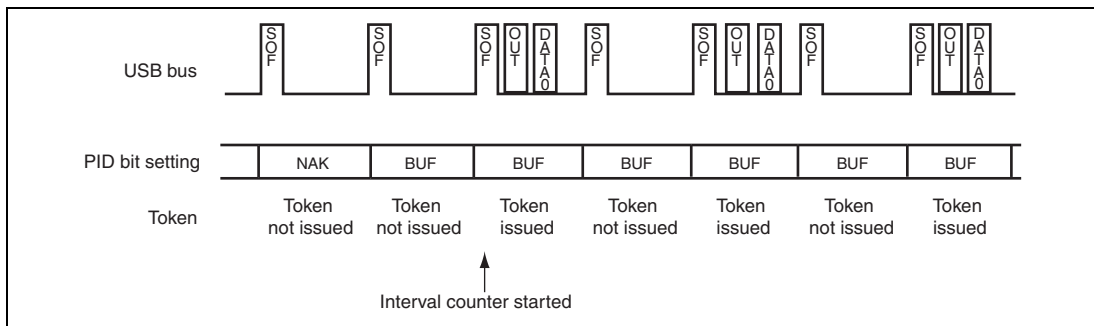 USB bus
SOF
SOF
SOF OUT DATA0
SOF
SOF OUT DATA0
SOF
SOF OUT DATA0
PID bit setting
NAK BUF BUF BUF BUF BUF BUF
Token
Token not issued
Token not issued
Token issued
Token not issued
Token issued
Token not issued
Token issued
Interval counter started